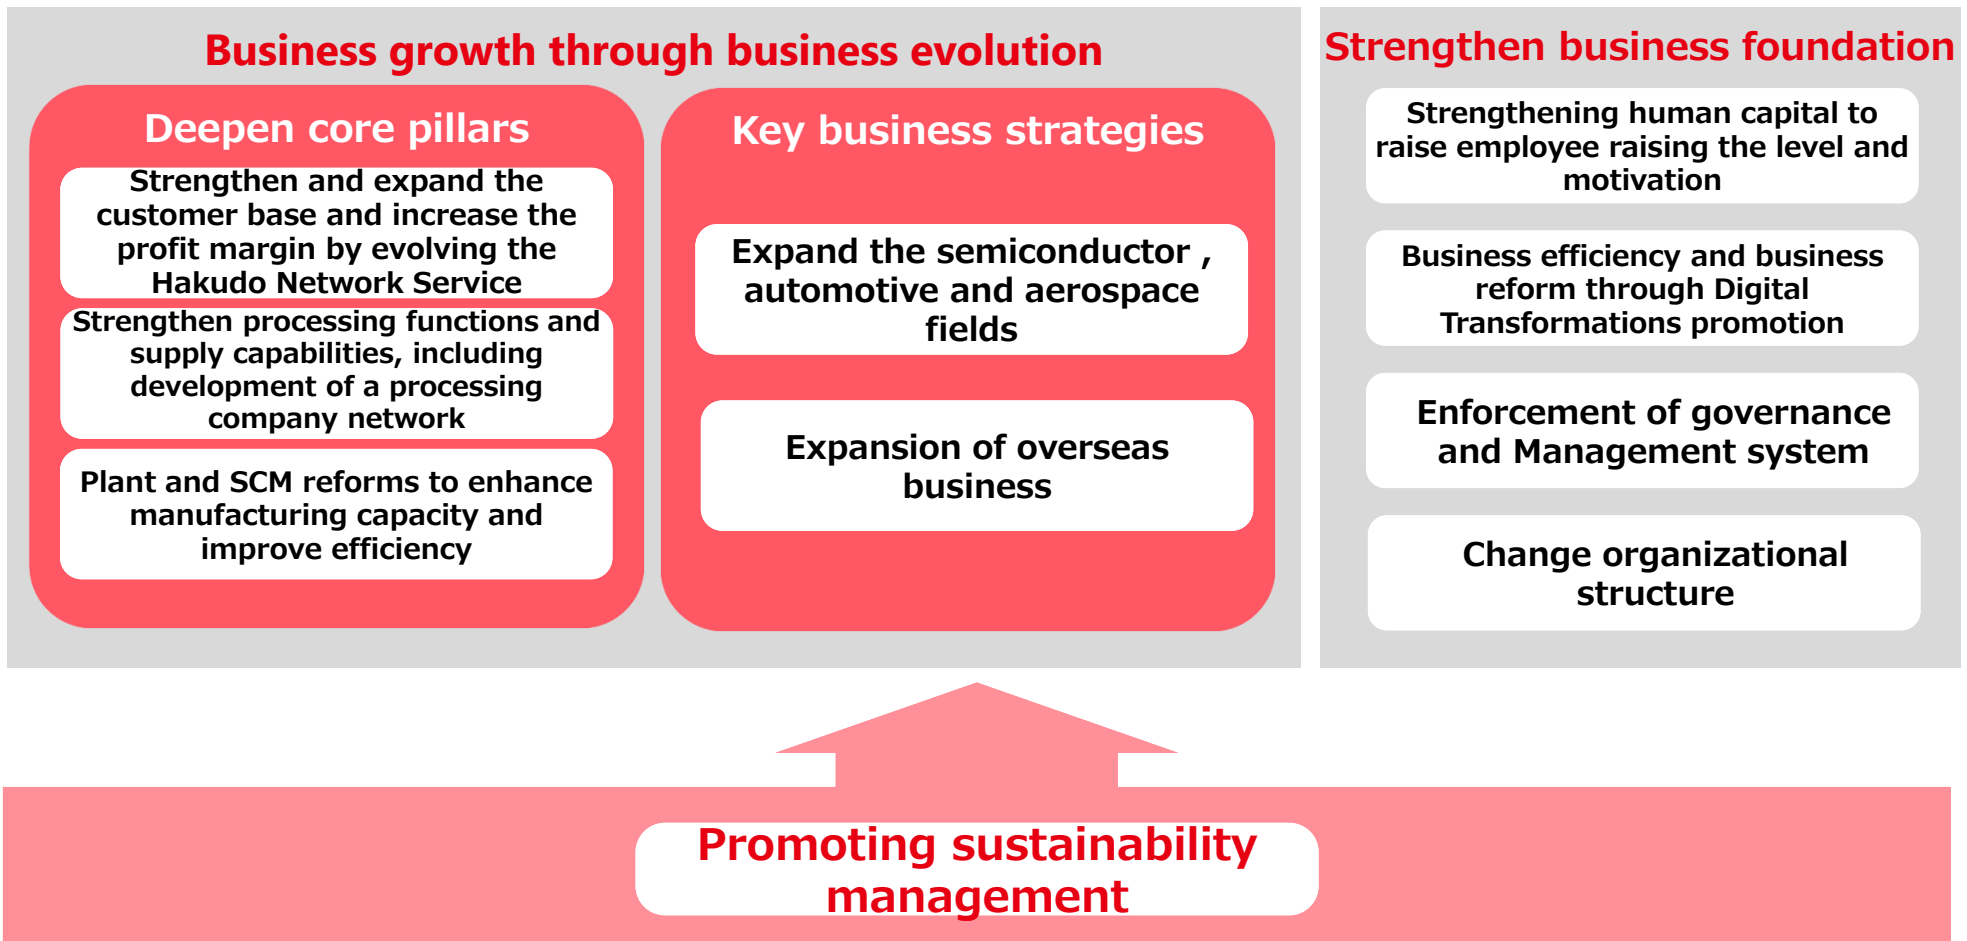 Business growth through business evolution
Deepen core pillars
Strengthen and expand the
customer base and increase the
profit margin by evolving the
Hakudo Network Service
Strengthen processing functions and
supply capabilities, including
development of a processing
company network
Plant and SCM reforms to enhance
manufacturing capacity and
improve efficiency
Key business strategies
Expand the semiconductor ,
automotive and aerospace
fields
Expansion of overseas
business
Strengthen business foundation
Strengthening human capital to
raise employee raising the level and
motivation
Business efficiency and business
reform through Digital
Transformations promotion
Enforcement of governance
and Management system
Change organizational
structure
Promoting sustainability
management